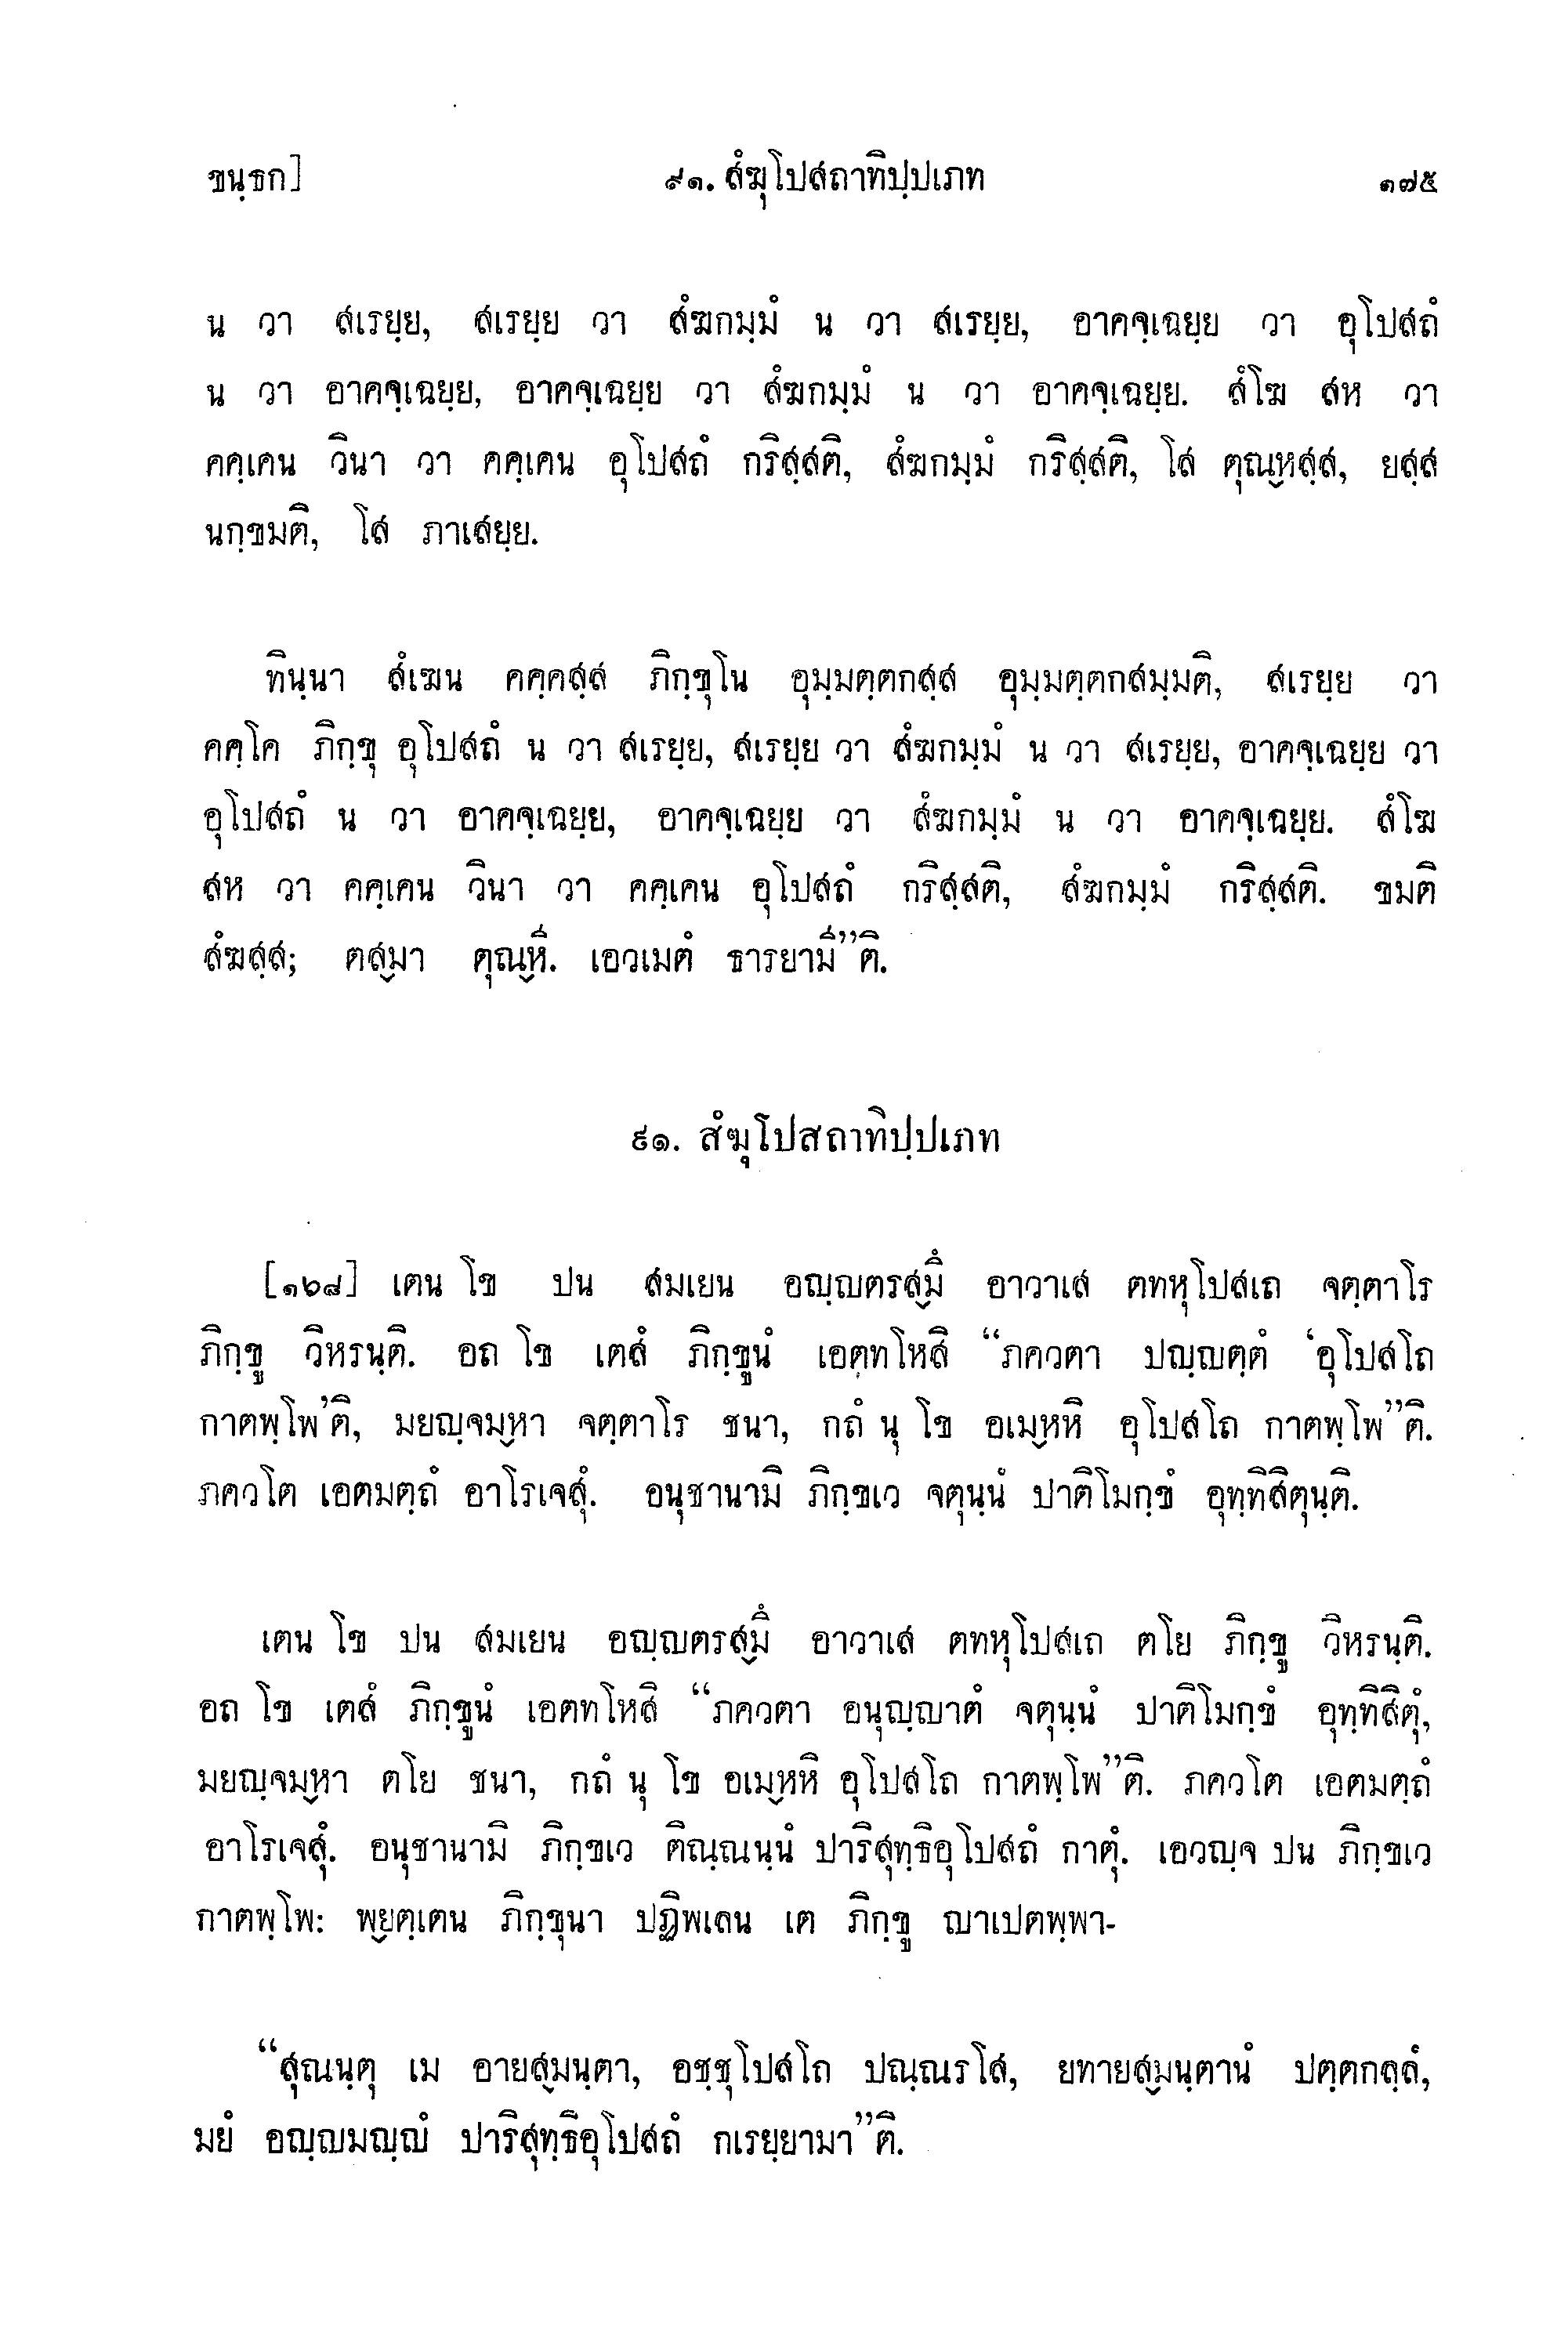 ขนฺธก]
๙๑. สํฆุโปสถาทิปฺปเภท
๑๗๕
น วา สเรยฺย, สเรยฺย วา สํฆกมฺมํ น วา สเรยฺย, อาคจฺเฉยฺย วา อุโปสถํ
น วา อาคจฺเฉยฺย, อาคจฺเฉยฺย วา สํฆกมฺมํ น วา อาคจฺเฉยฺย. สํโฆ สห วา
คคฺเคน วินา วา คคฺเคน อุโปสถํ กริสฺสติ, สํฆกมฺมํ กริสฺสติ, โส ตุณฺหสฺส, ยสฺส
นกฺขมติ, โส ภาเสยฺย.
ทินฺนา สํเฆน คคฺคสฺส ภิกฺขุโน อุมฺมตฺตกสฺส อุมฺมตฺตกสมฺมติ, สเรยฺย วา
คคฺโค ภิกฺขุ อุโปสถํ น วา สเรยฺย, สเรยฺย วา สํฆกมฺมํ น วา สเรยฺย, อาคจฺเฉยฺย วา
อุโปสถํ น วา อาคจฺเฉยฺย, อาคจฺเฉยฺย วา สํฆกมฺมํ น วา อาคจฺเฉยฺย. สํโฆ
สห วา คคฺเคน วินา วา คคฺเคน อุโปสถํ กริสฺสติ, สํฆกมฺมํ กริสฺสติ. ขมติ
สํฆสฺส; ตสฺมา ตุณฺหี. เอวเมตํ ธารยามี”ติ.
๙๑. สํฆุโปสถาทิปฺปเภท
[๑๖๘] เตน โข ปน สมเยน อญฺญตรสฺมึ อาวาเส ตทหุโปสเถ จตฺตาโร
ภิกฺขู วิหรนฺติ. อถ โข เตสํ ภิกฺขูนํ เอตฺทโหสิ “ภควตา ปญฺญตฺตํ ‘อุโปสโถ
กาตพฺโพ’ติ, มยญฺจมฺหา จตฺตาโร ชนา, กถํ นุ โข อเมฺหหิ อุโปสโถ กาตพฺโพ”ติ.
ภควโต เอตมตฺถํ อาโรเจสุํ. อนุชานามิ ภิกฺขเว จตุนฺนํ ปาติโมกฺขํ อุทฺทิสิตุนฺติ.
เตน โข ปน สมเยน อญฺญตรสฺมึ อาวาเส ตทหุโปสเถ ตโย ภิกฺขู วิหรนฺติ.
อถ โข เตสํ ภิกฺขูนํ เอตทโหสิ “ภควตา อนุญฺญาตํ จตุนฺนํ ปาติโมกฺขํ อุทฺทิสิตุํ,
มยญฺจมฺหา ตโย ชนา, กถํ นุ โข อเมฺหหิ อุโปสโถ กาตพฺโพ”ติ. ภควโต เอตมตฺถํ
อาโรเจสุํ. อนุชานามิ ภิกฺขเว ติณฺณนฺนํ ปาริสุทฺธิอุโปสถํ กาตุํ. เอวญฺจ ปน ภิกฺขเว
กาตพฺโพ: พฺยตฺเตน ภิกฺขุนา ปฏิพเลน เต ภิกฺขู ญาเปตพฺพา-
“สุณนฺตุ เม อายสฺมนฺตา, อชฺชุโปสโถ ปณฺณรโส, ยทายสฺมนฺตานํ ปตฺตกลฺลํ,
มยํ อญฺญมญฺญํ ปาริสุทฺธิอุโปสถํ กเรยฺยามา”ติ.